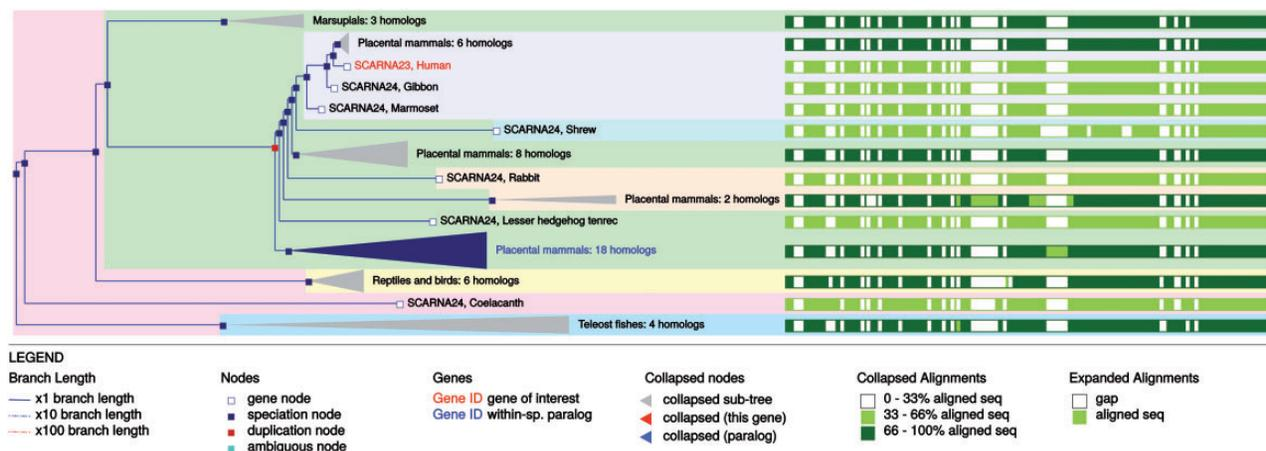 Marsupials: 3 homologs
Placental mammals: 6 homologs
SCARNA23, Human
SCARNA24, Gibbon
SCARNA24, Marmoset
SCARNA24, Shrew
Placental mammals: 8 homologs
SCARNA24, Rabbit
Placental mammals: 2 homologs
SCARNA24, Lesser hedgehog tenrec
Placental mammals: 18 homologs
Reptiles and birds: 6 homologs
SCARNA24, Coelacanth
Teleost fishes: 4 homologs
LEGEND
Branch Length
x1 branch length
x10 branch length
x100 branch length
Nodes
gene node
speciation node
duplication node
ambiguous node
Genes
Gene ID gene of interest
Gene ID within-sp. paralog
Collapsed nodes
collapsed sub-tree
collapsed (this gene)
collapsed (paralog)
Collapsed Alignments
0 - 33% aligned seq
33 - 66% aligned seq
66 - 100% aligned seq
Expanded Alignments
gap
aligned seq